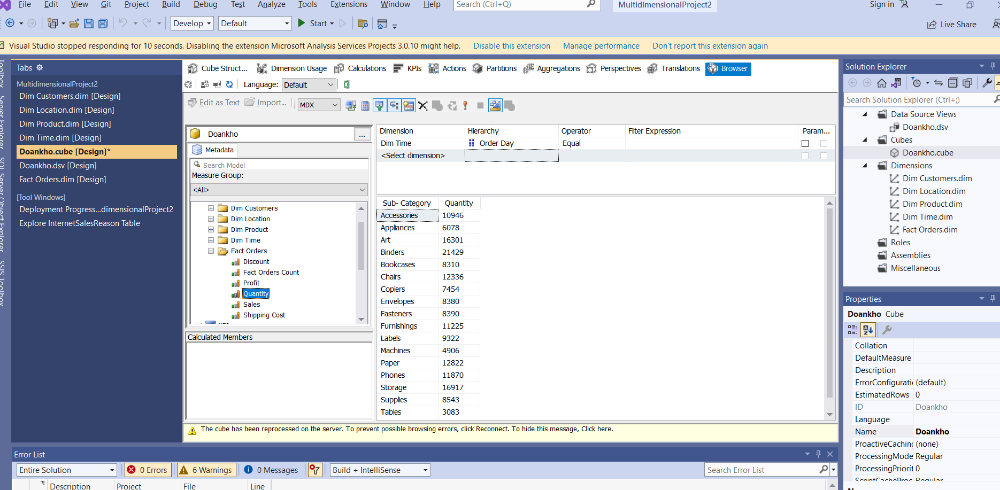 File Edit View Git Project Build Debug Test Analyze Tools Extensions Window Help Search (Ctrl+Q) MultidimensionalProject2 Sign in
Develop Default Start Live Share
Visual Studio stopped responding for 10 seconds. Disabling the extension Microsoft Analysis Services Projects 3.0.10 might help. Disable this extension Manage performance Don't report this extension again
Toolbox
Server Explorer
SQL Server Object Explorer
SSIS Toolbox
Tabs
MultidimensionalProject2
Dim Customers.dim [Design]
Dim Location.dim [Design]
Dim Product.dim [Design]
Dim Time.dim [Design]
Doankho.cube [Design]*
Doankho.dsv [Design]
Fact Orders.dim [Design]
[Tool Windows]
Deployment Progress...dimensionalProject2
Explore InternetSalesReason Table
Cube Struct... Dimension Usage Calculations KPIs Actions Partitions Aggregations Perspectives Translations Browser
Language: Default
Edit as Text Import... MDX
Doankho ...
Metadata
Search Model
Measure Group:
<All>
Dim Customers
Dim Location
Dim Product
Dim Time
Fact Orders
Discount
Fact Orders Count
Profit
Quantity
Sales
Shipping Cost
Calculated Members
Dimension Hierarchy Operator Filter Expression Param...
Dim Time Order Day Equal
<Select dimension>
Sub- Category Quantity
Accessories 10946
Appliances 6078
Art 16301
Binders 21429
Bookcases 8310
Chairs 12336
Copiers 7454
Envelopes 8380
Fasteners 8390
Furnishings 11225
Labels 9322
Machines 4906
Paper 12822
Phones 11870
Storage 16917
Supplies 8543
Tables 3083
The cube has been reprocessed on the server. To prevent possible browsing errors, click Reconnect. To hide this message, Click here.
Solution Explorer
Search Solution Explorer (Ctrl+;)
Data Source Views
Doankho.dsv
Cubes
Doankho.cube
Dimensions
Dim Customers.dim
Dim Location.dim
Dim Product.dim
Dim Time.dim
Fact Orders.dim
Roles
Assemblies
Miscellaneous
Properties
Doankho Cube
Collation
DefaultMeasure
Description
ErrorConfigurati (default)
EstimatedRows 0
ID Doankho
Language
Name Doankho
ProactiveCaching (none)
ProcessingMode Regular
ProcessingPriorit 0
ScriptCacheProc Regular
Error List
Entire Solution 0 Errors 6 Warnings 0 Messages Build + IntelliSense Search Error List
Description Project File Line